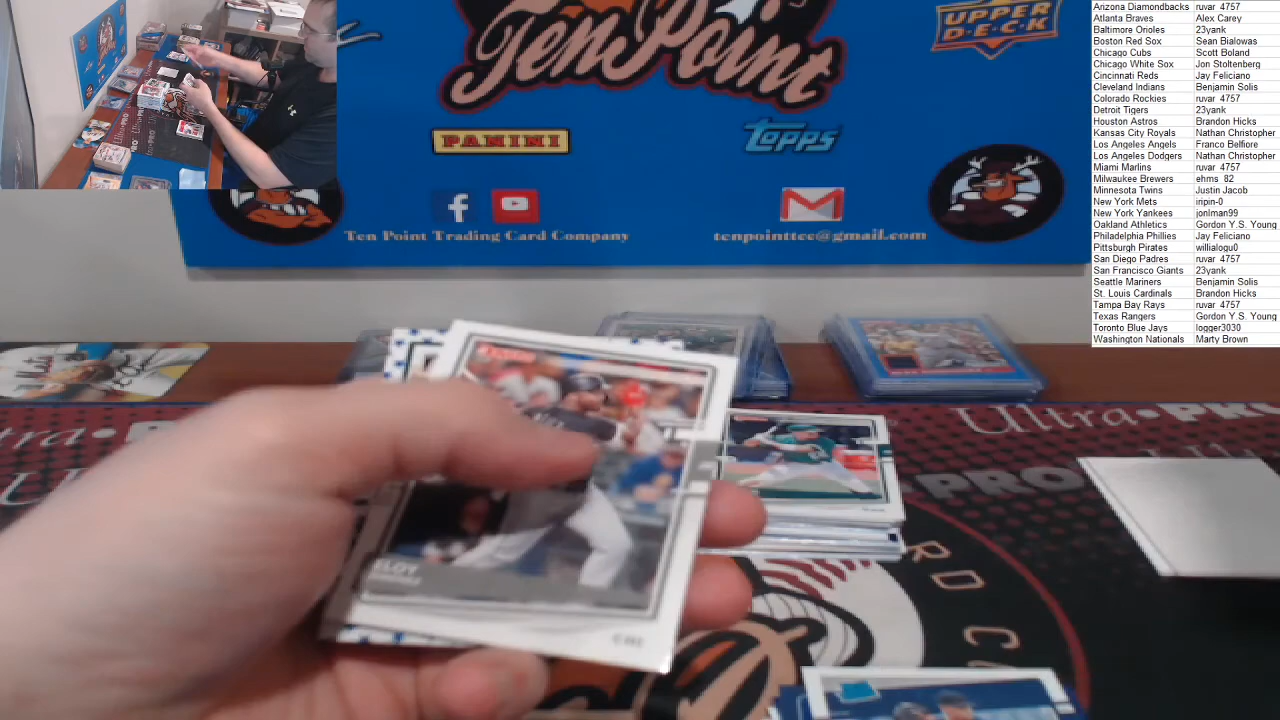 Ten Point
UPPER
D·E·C·K
PANINI
topps
Ten Point Trading Card Company
tenpointtcc@gmail.com
Arizona Diamondbacks ruvar 4757
Atlanta Braves Alex Carey
Baltimore Orioles 23yank
Boston Red Sox Sean Bialowas
Chicago Cubs Scott Boland
Chicago White Sox Jon Stoltenberg
Cincinnati Reds Jay Feliciano
Cleveland Indians Benjamin Solis
Colorado Rockies ruvar 4757
Detroit Tigers 23yank
Houston Astros Brandon Hicks
Kansas City Royals Nathan Christopher
Los Angeles Angels Franco Belfiore
Los Angeles Dodgers Nathan Christopher
Miami Marlins ruvar 4757
Milwaukee Brewers ehms 82
Minnesota Twins Justin Jacob
New York Mets iripin-0
New York Yankees jonlman99
Oakland Athletics Gordon Y.S. Young
Philadelphia Phillies Jay Feliciano
Pittsburgh Pirates willialogu0
San Diego Padres ruvar 4757
San Francisco Giants 23yank
Seattle Mariners Benjamin Solis
St. Louis Cardinals Brandon Hicks
Tampa Bay Rays ruvar 4757
Texas Rangers Gordon Y.S. Young
Toronto Blue Jays logger3030
Washington Nationals Marty Brown
Ultra·PRO
Ultra·PRO
PRO
ELOY
CHI
RD C